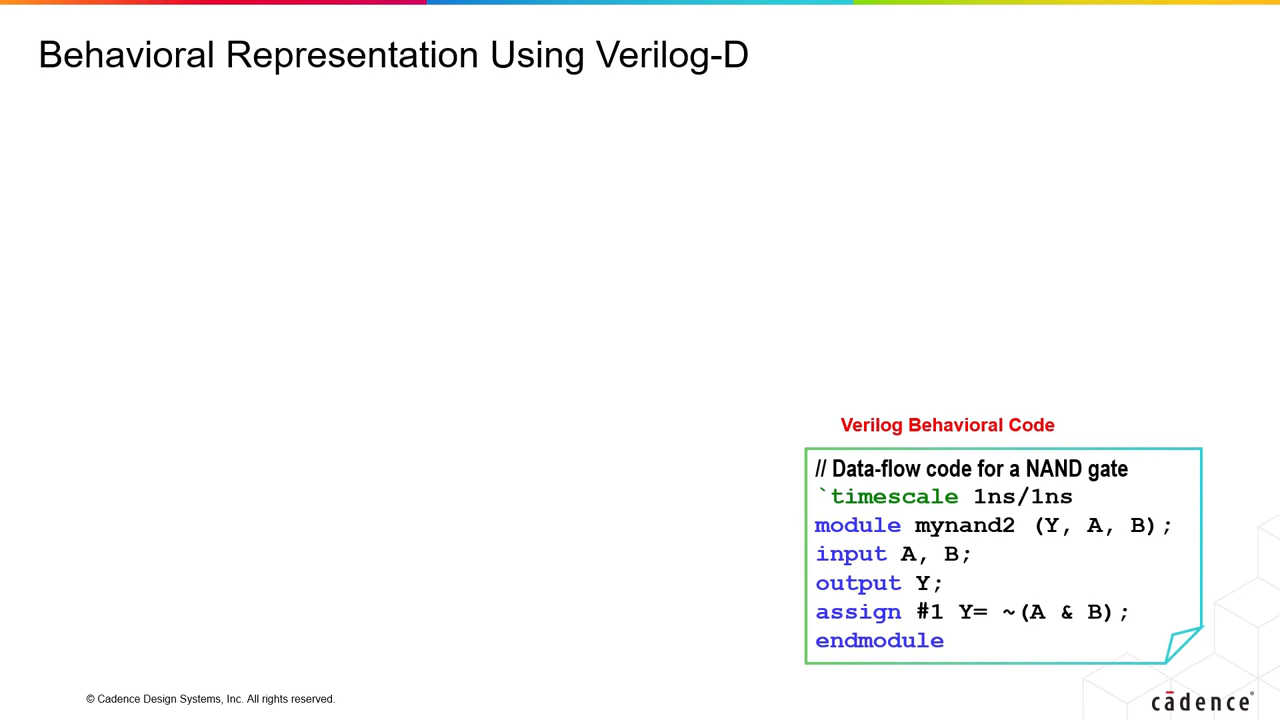 Behavioral Representation Using Verilog-D
Verilog Behavioral Code
// Data-flow code for a NAND gate
`timescale 1ns/1ns
module mynand2 (Y, A, B);
input A, B;
output Y;
assign #1 Y= ~(A & B);
endmodule
© Cadence Design Systems, Inc. All rights reserved.
cādence®